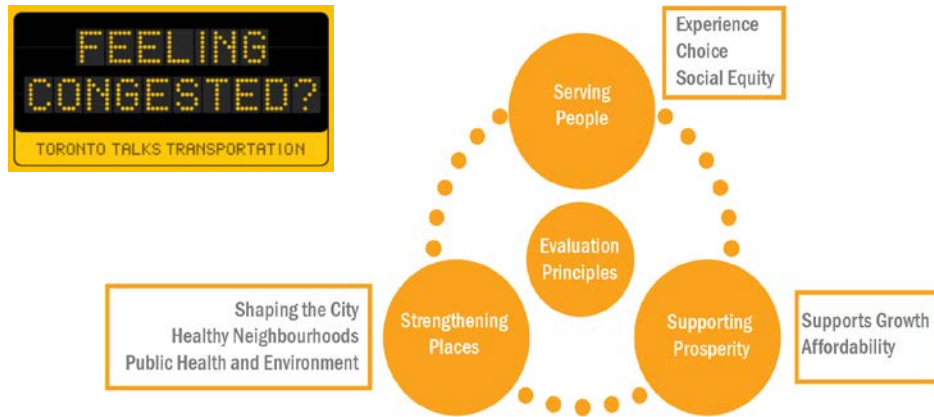 FEELING
CONGESTED?
TORONTO TALKS TRANSPORTATION
Experience
Choice
Social Equity
Serving
People
Evaluation
Principles
Shaping the City
Healthy Neighbourhoods
Public Health and Environment
Strengthening
Places
Supporting
Prosperity
Supports Growth
Affordability